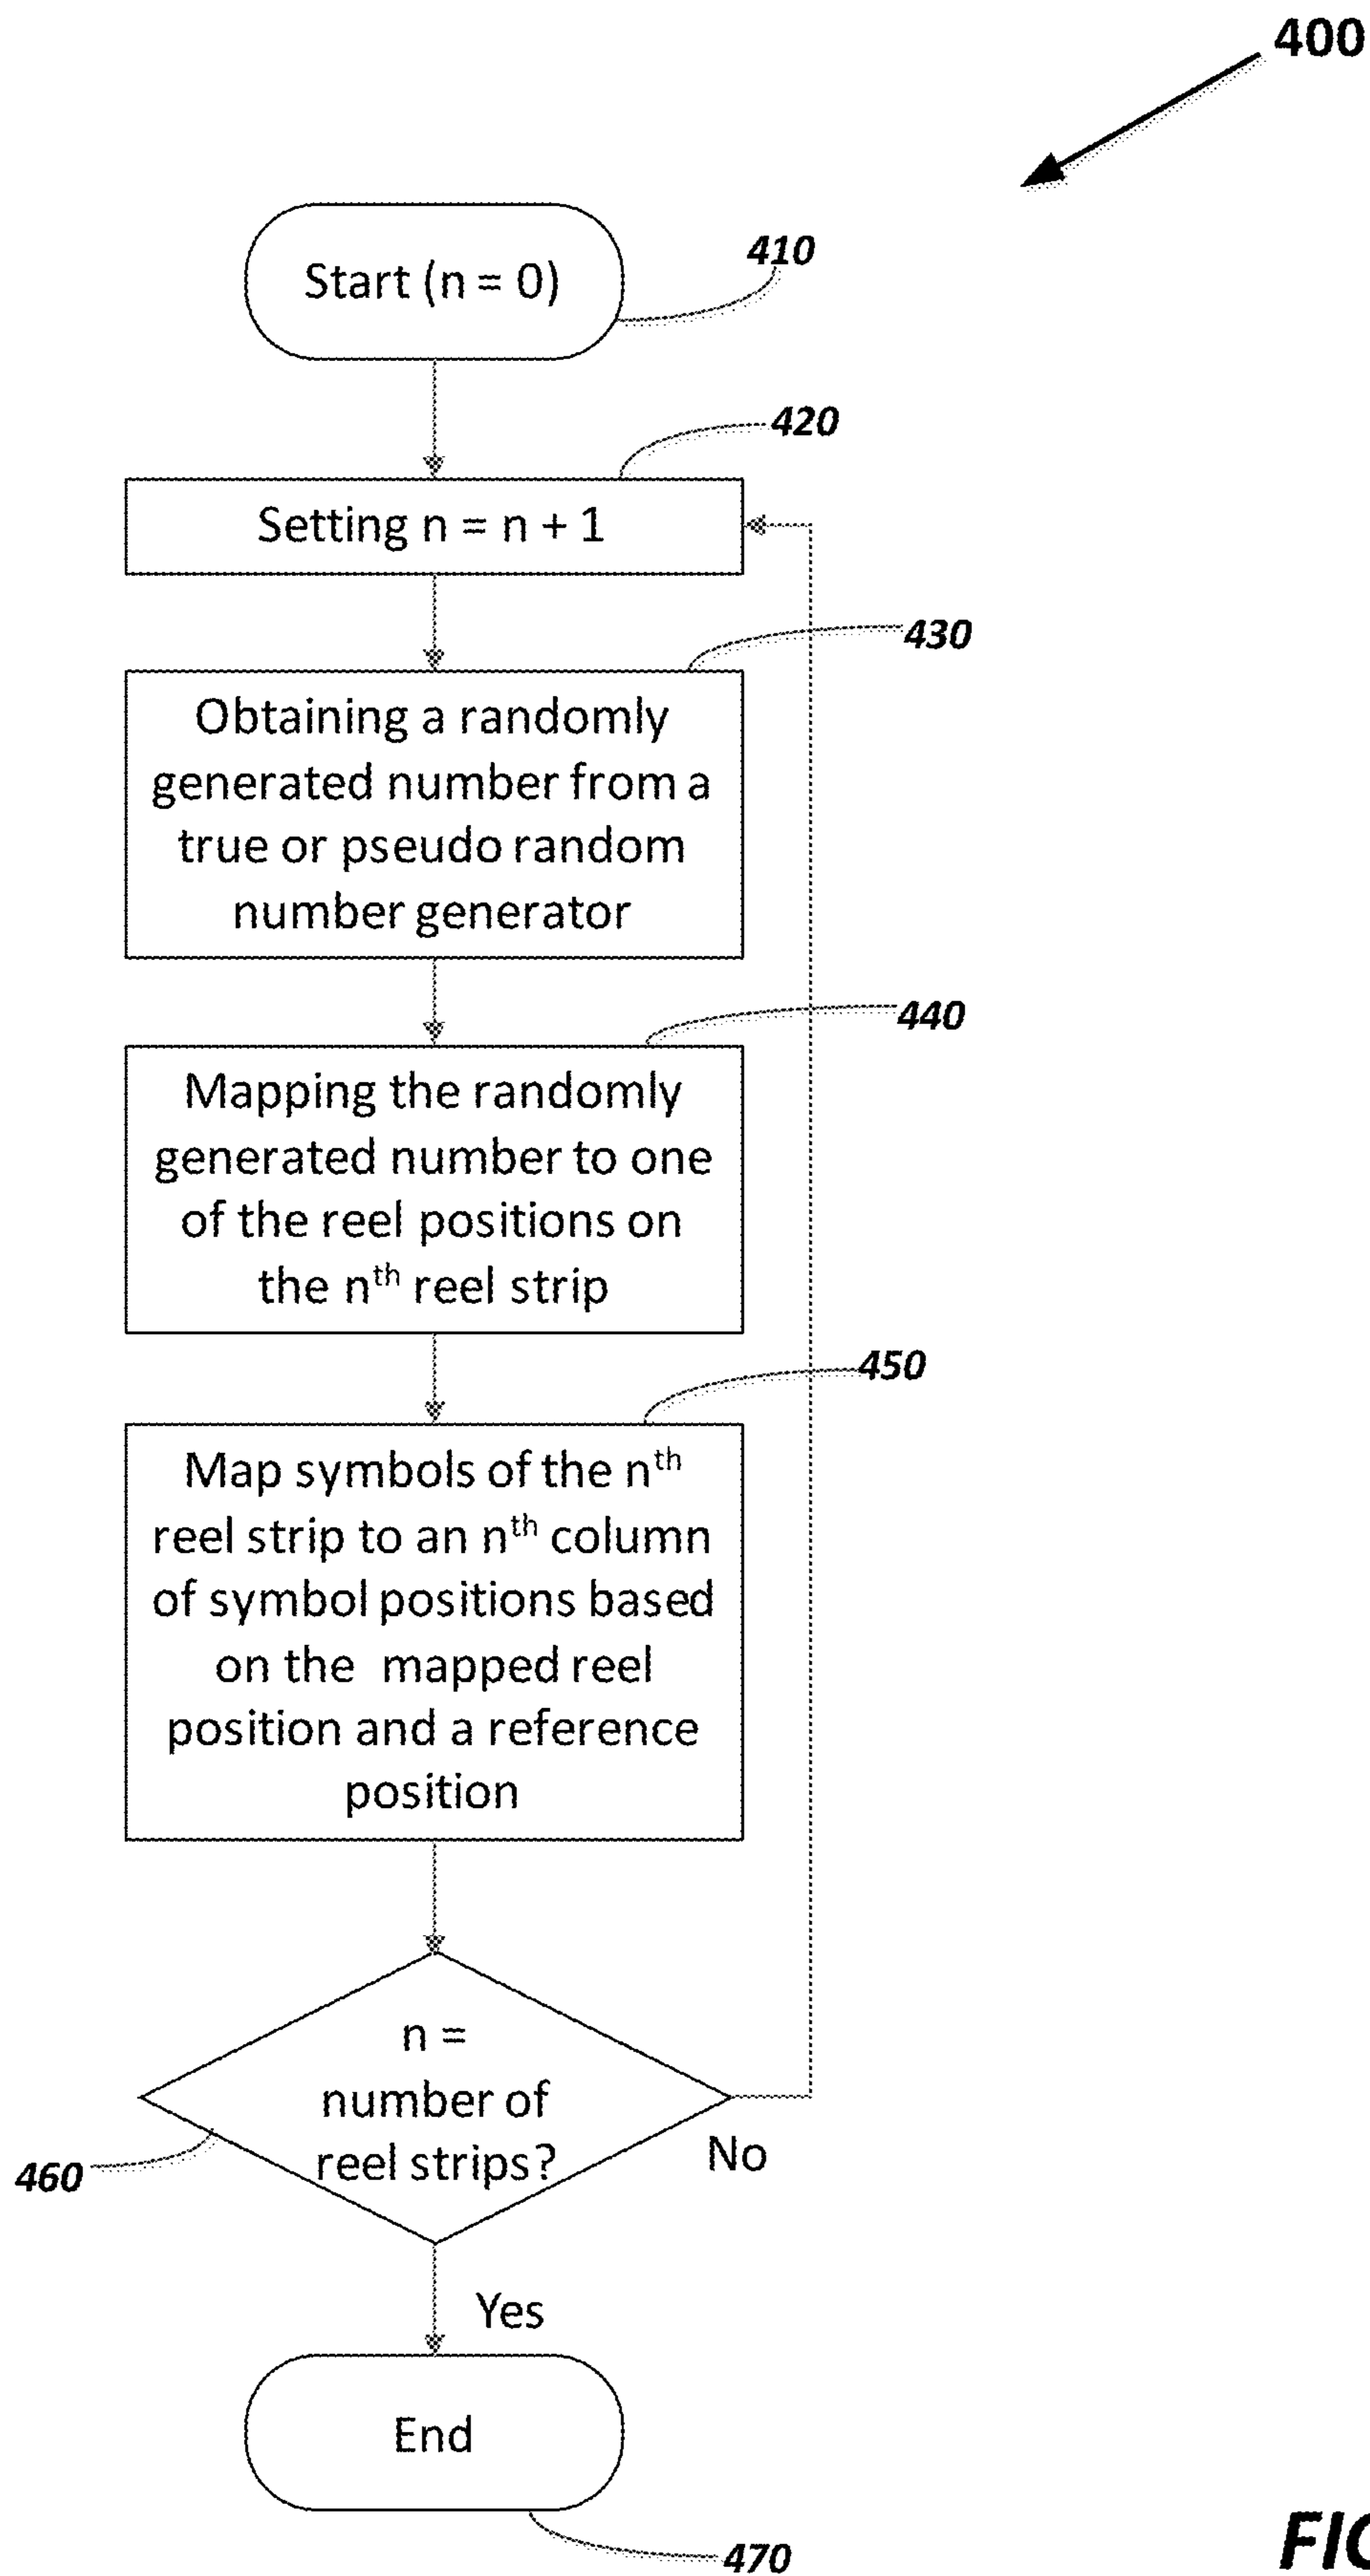 400
Start (n = 0)
410
420
Setting n = n + 1
430
Obtaining a randomly
generated number from a
true or pseudo random
number generator
440
Mapping the randomly
generated number to one
of the reel positions on
the nth reel strip
450
Map symbols of the nth
reel strip to an nth column
of symbol positions based
on the mapped reel
position and a reference
position
n =
number of
reel strips?
No
460
Yes
End
470